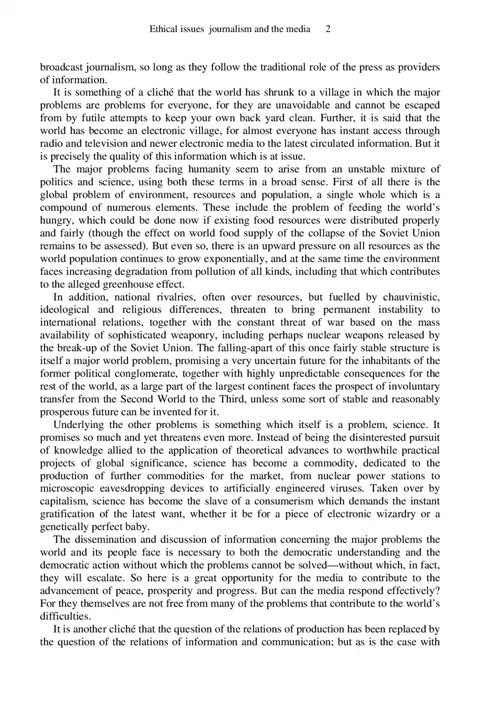 Ethical issues journalism and the media 2
broadcast journalism, so long as they follow the traditional role of the press as providers
of information.
It is something of a cliché that the world has shrunk to a village in which the major
problems are problems for everyone, for they are unavoidable and cannot be escaped
from by futile attempts to keep your own back yard clean. Further, it is said that the
world has become an electronic village, for almost everyone has instant access through
radio and television and newer electronic media to the latest circulated information. But it
is precisely the quality of this information which is at issue.
The major problems facing humanity seem to arise from an unstable mixture of
politics and science, using both these terms in a broad sense. First of all there is the
global problem of environment, resources and population, a single whole which is a
compound of numerous elements. These include the problem of feeding the world's
hungry, which could be done now if existing food resources were distributed properly
and fairly (though the effect on world food supply of the collapse of the Soviet Union
remains to be assessed). But even so, there is an upward pressure on all resources as the
world population continues to grow exponentially, and at the same time the environment
faces increasing degradation from pollution of all kinds, including that which contributes
to the alleged greenhouse effect.
In addition, national rivalries, often over resources, but fuelled by chauvinistic,
ideological and religious differences, threaten to bring permanent instability to
international relations, together with the constant threat of war based on the mass
availability of sophisticated weaponry, including perhaps nuclear weapons released by
the break-up of the Soviet Union. The falling-apart of this once fairly stable structure is
itself a major world problem, promising a very uncertain future for the inhabitants of the
former political conglomerate, together with highly unpredictable consequences for the
rest of the world, as a large part of the largest continent faces the prospect of involuntary
transfer from the Second World to the Third, unless some sort of stable and reasonably
prosperous future can be invented for it.
Underlying the other problems is something which itself is a problem, science. It
promises so much and yet threatens even more. Instead of being the disinterested pursuit
of knowledge allied to the application of theoretical advances to worthwhile practical
projects of global significance, science has become a commodity, dedicated to the
production of further commodities for the market, from nuclear power stations to
microscopic eavesdropping devices to artificially engineered viruses. Taken over by
capitalism, science has become the slave of a consumerism which demands the instant
gratification of the latest want, whether it be for a piece of electronic wizardry or a
genetically perfect baby.
The dissemination and discussion of information concerning the major problems the
world and its people face is necessary to both the democratic understanding and the
democratic action without which the problems cannot be solved—without which, in fact,
they will escalate. So here is a great opportunity for the media to contribute to the
advancement of peace, prosperity and progress. But can the media respond effectively?
For they themselves are not free from many of the problems that contribute to the world's
difficulties.
It is another cliché that the question of the relations of production has been replaced by
the question of the relations of information and communication; but as is the case with